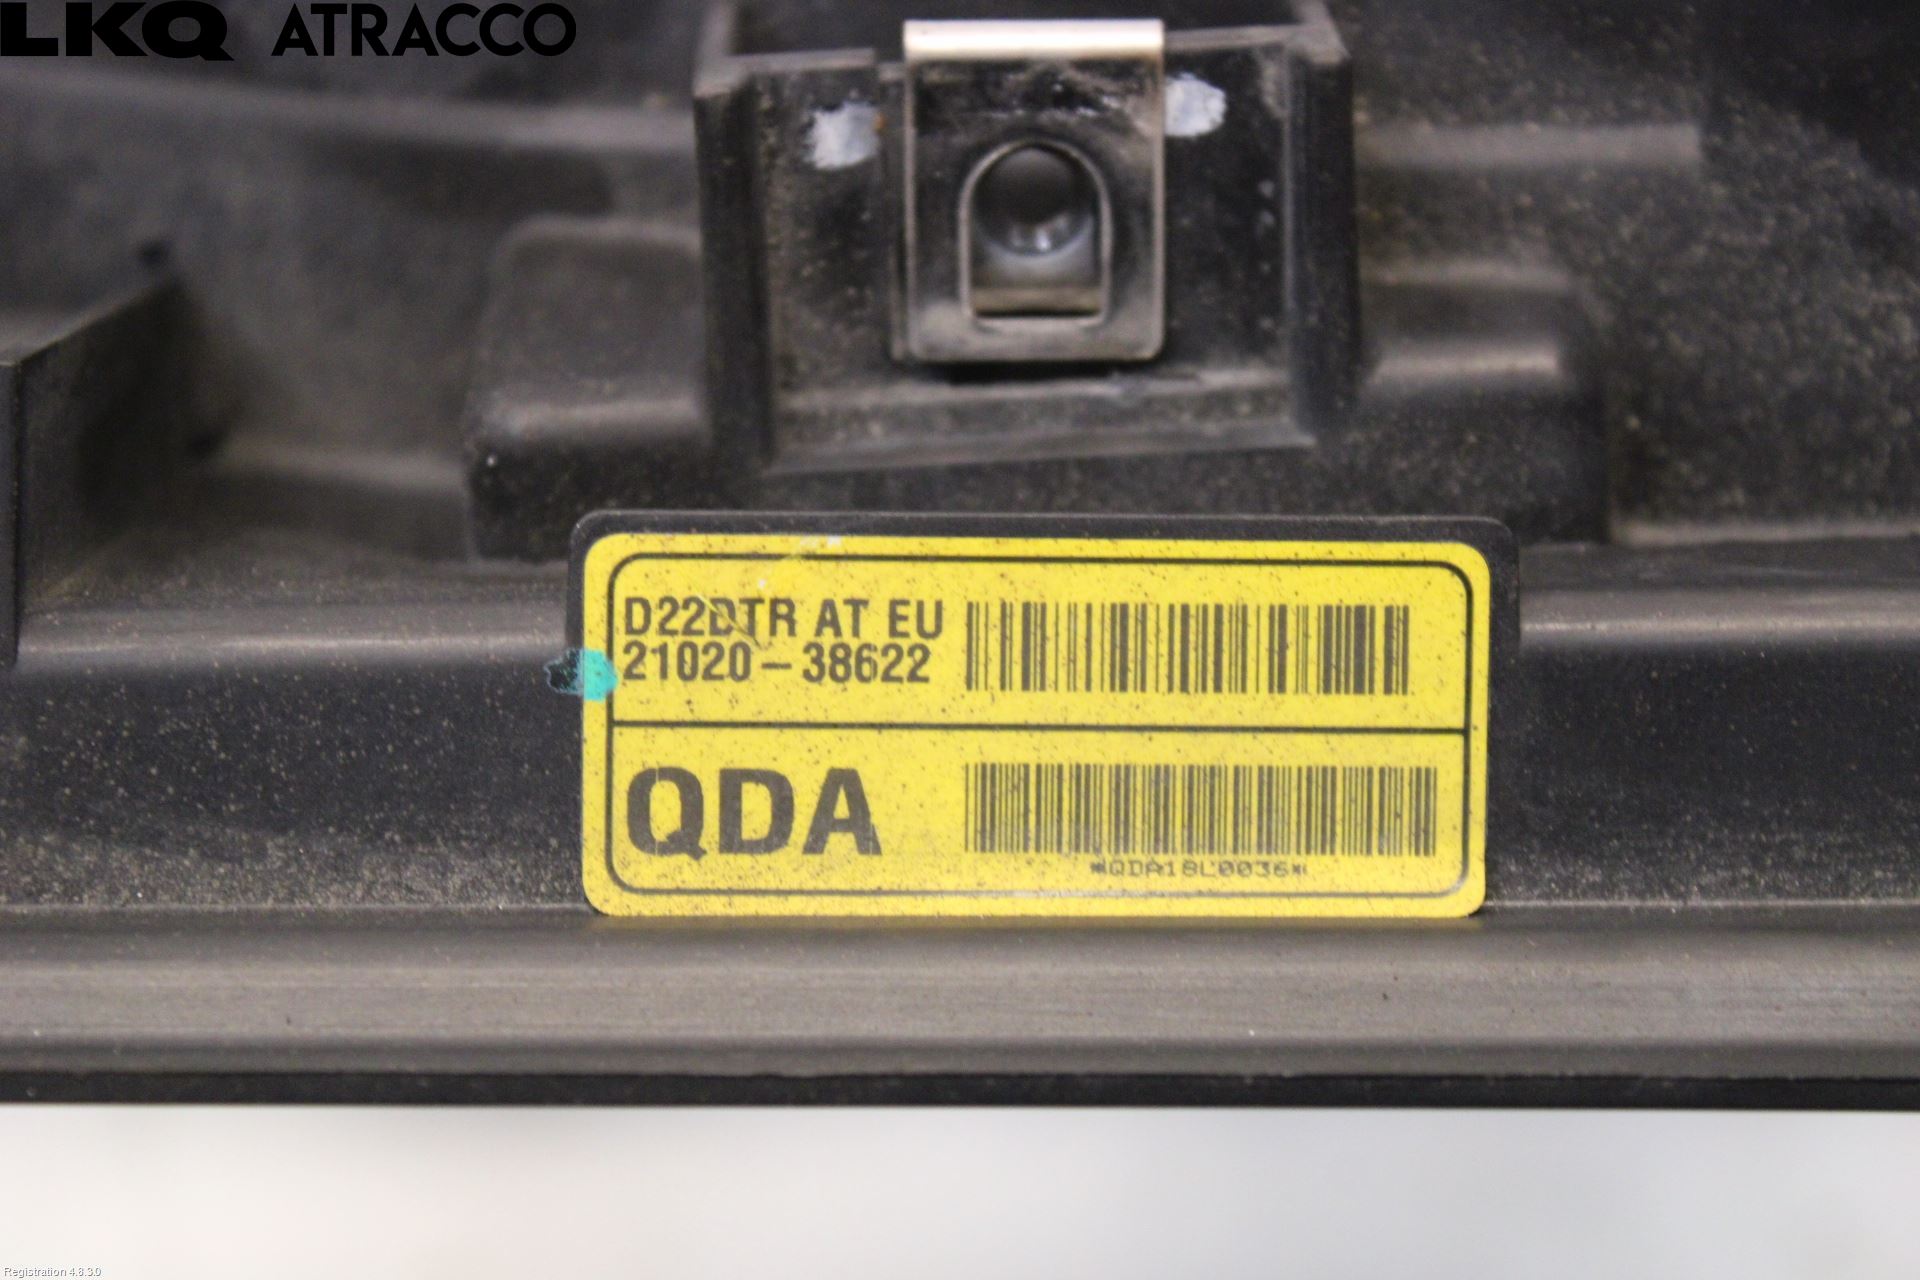 LKQ ATRACCO
D22DTR AT EU
21020-38622
QDA
*QDA18L0036*
Registration 4.8.3.0